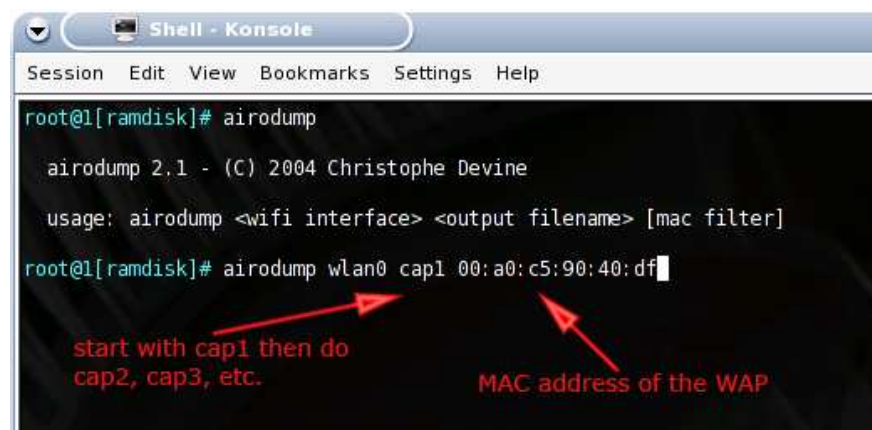 Shell - Konsole
Session Edit View Bookmarks Settings Help
root@1[ramdisk]# airodump
airodump 2.1 - (C) 2004 Christophe Devine
usage: airodump <wifi interface> <output filename> [mac filter]
root@1[ramdisk]# airodump wlan0 cap1 00:a0:c5:90:40:df
start with cap1 then do
cap2, cap3, etc.
MAC address of the WAP